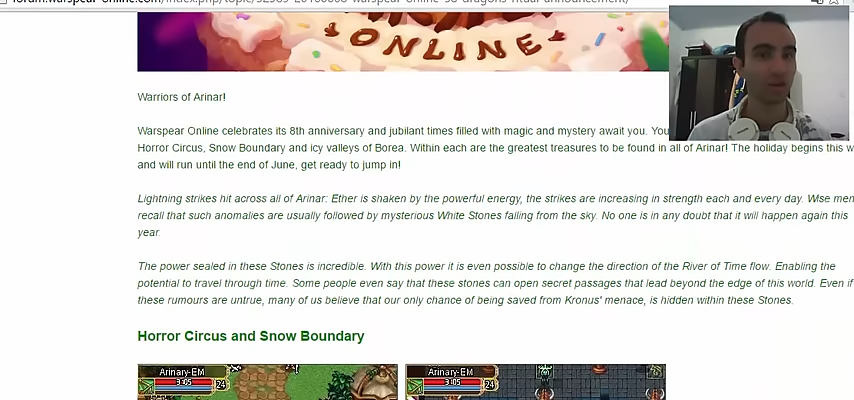 ONLINE
Warriors of Arinar!
Warspear Online celebrates its 8th anniversary and jubilant times filled with magic and mystery await you. You
Horror Circus, Snow Boundary and icy valleys of Borea. Within each are the greatest treasures to be found in all of Arinar! The holiday begins this w
and will run until the end of June, get ready to jump in!
Lightning strikes hit across all of Arinar: Ether is shaken by the powerful energy, the strikes are increasing in strength each and every day. Wise men
recall that such anomalies are usually followed by mysterious White Stones falling from the sky. No one is in any doubt that it will happen again this
year.
The power sealed in these Stones is incredible. With this power it is even possible to change the direction of the River of Time flow. Enabling the
potential to travel through time. Some people even say that these stones can open secret passages that lead beyond the edge of this world. Even if
these rumours are untrue, many of us believe that our only chance of being saved from Kronus' menace, is hidden within these Stones.
Horror Circus and Snow Boundary
Arinary-EM
3105 24
Arinary-EM
3105 24